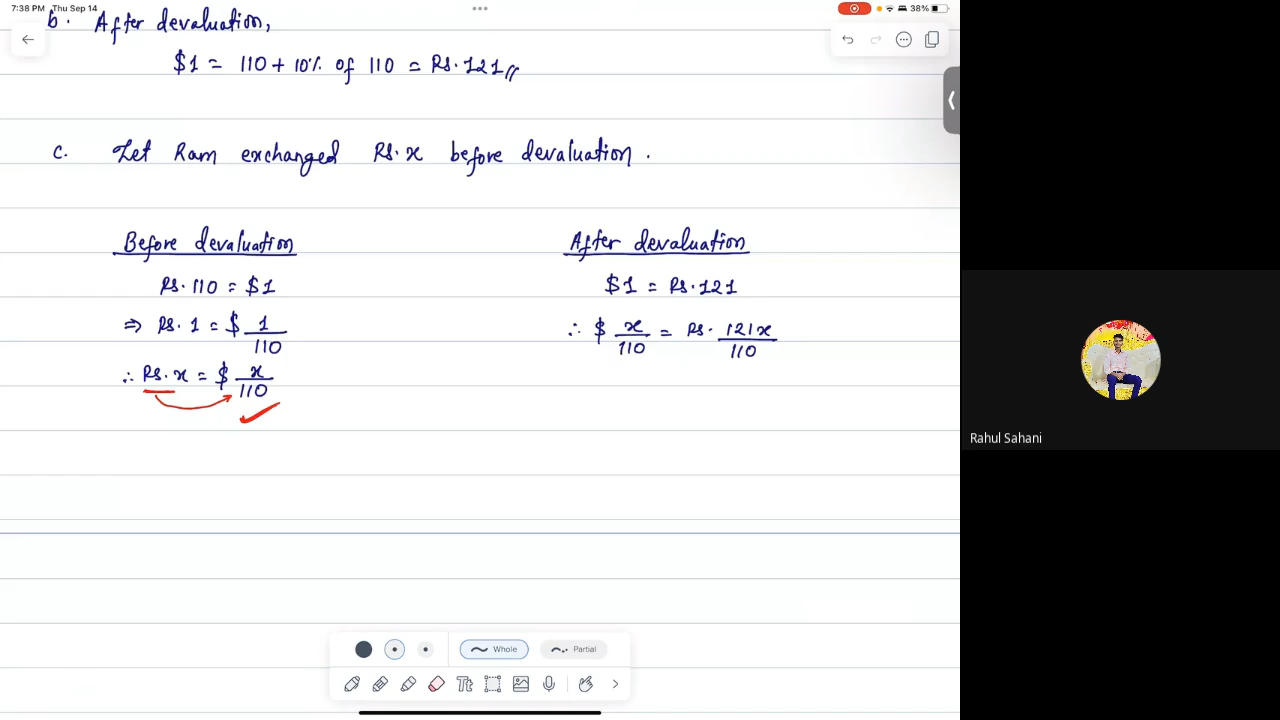 7:38 PM Thu Sep 14
38%
b. After devaluation,
$1 = 110 + 10% of 110 = Rs. 121
c. Let Ram exchanged Rs. x before devaluation.
Before devaluation
Rs. 110 = $1
⇒ Rs. 1 = $ 1/110
∴ Rs. x = $ x/110
After devaluation
$1 = Rs. 121
∴ $ x/110 = Rs. 121x/110
Rahul Sahani
Whole
Partial
Tt